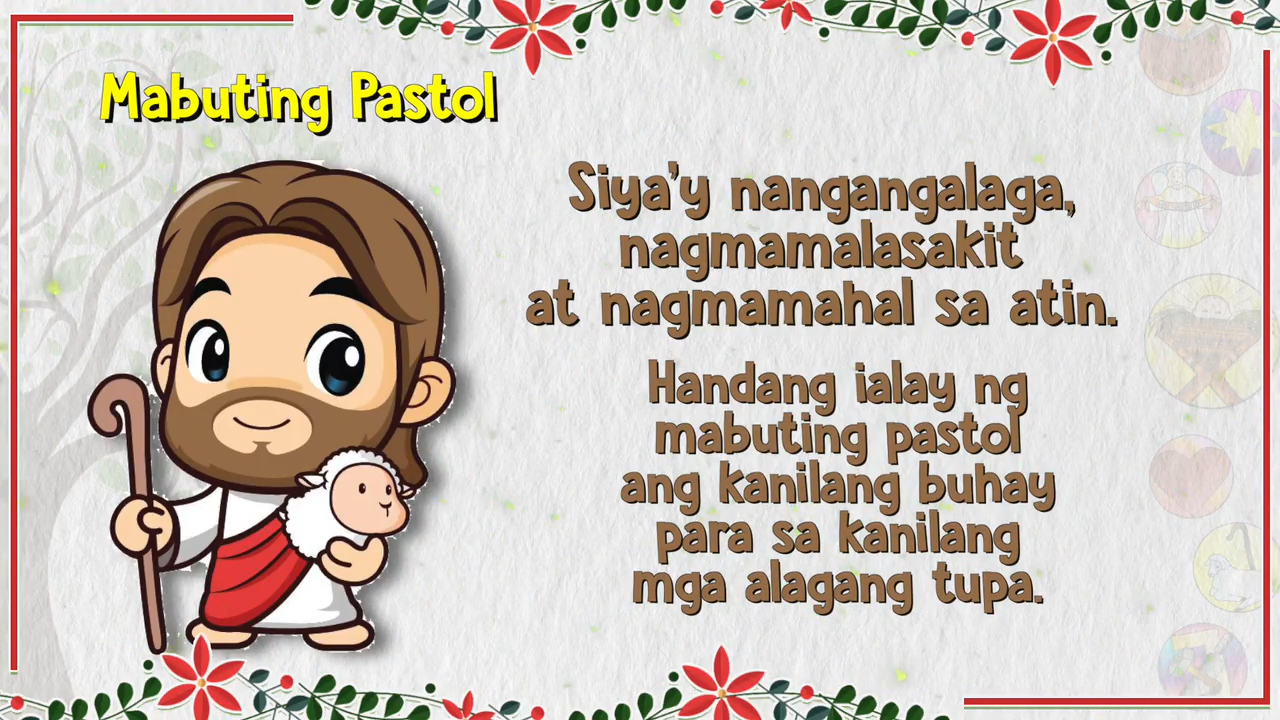 Mabuting Pastol
Siya'y nangangalaga,
nagmamalasakit
at nagmamahal sa atin.
Handang ialay ng
mabuting pastol
ang kanilang buhay
para sa kanilang
mga alagang tupa.